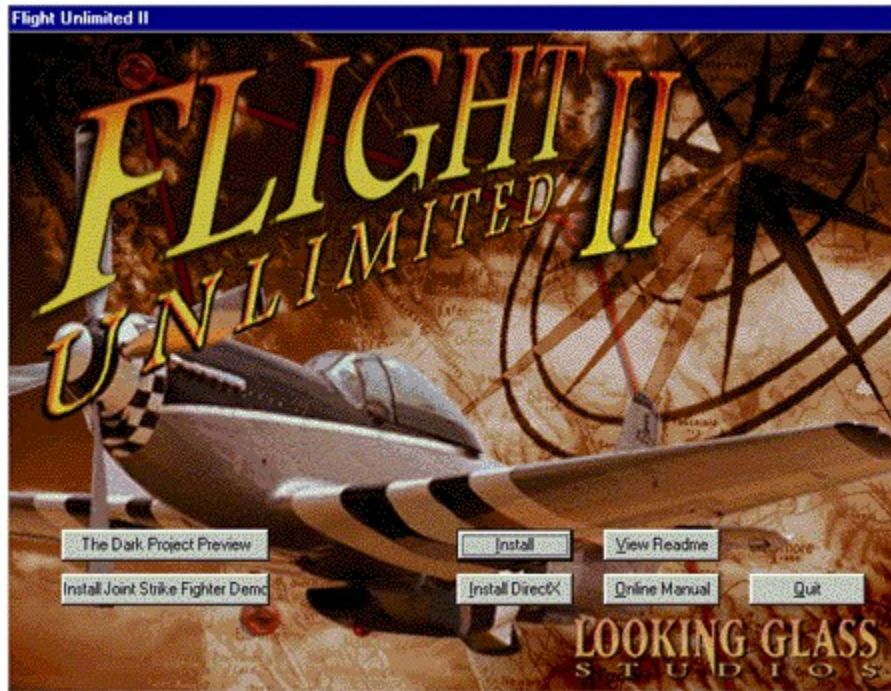 Flight Unlimited II
FLIGHT II
UNLIMITED
The Dark Project Preview
Install
View Readme
Install Joint Strike Fighter Demo
Install DirectX
Online Manual
Quit
LOOKING GLASS
STUDIOS